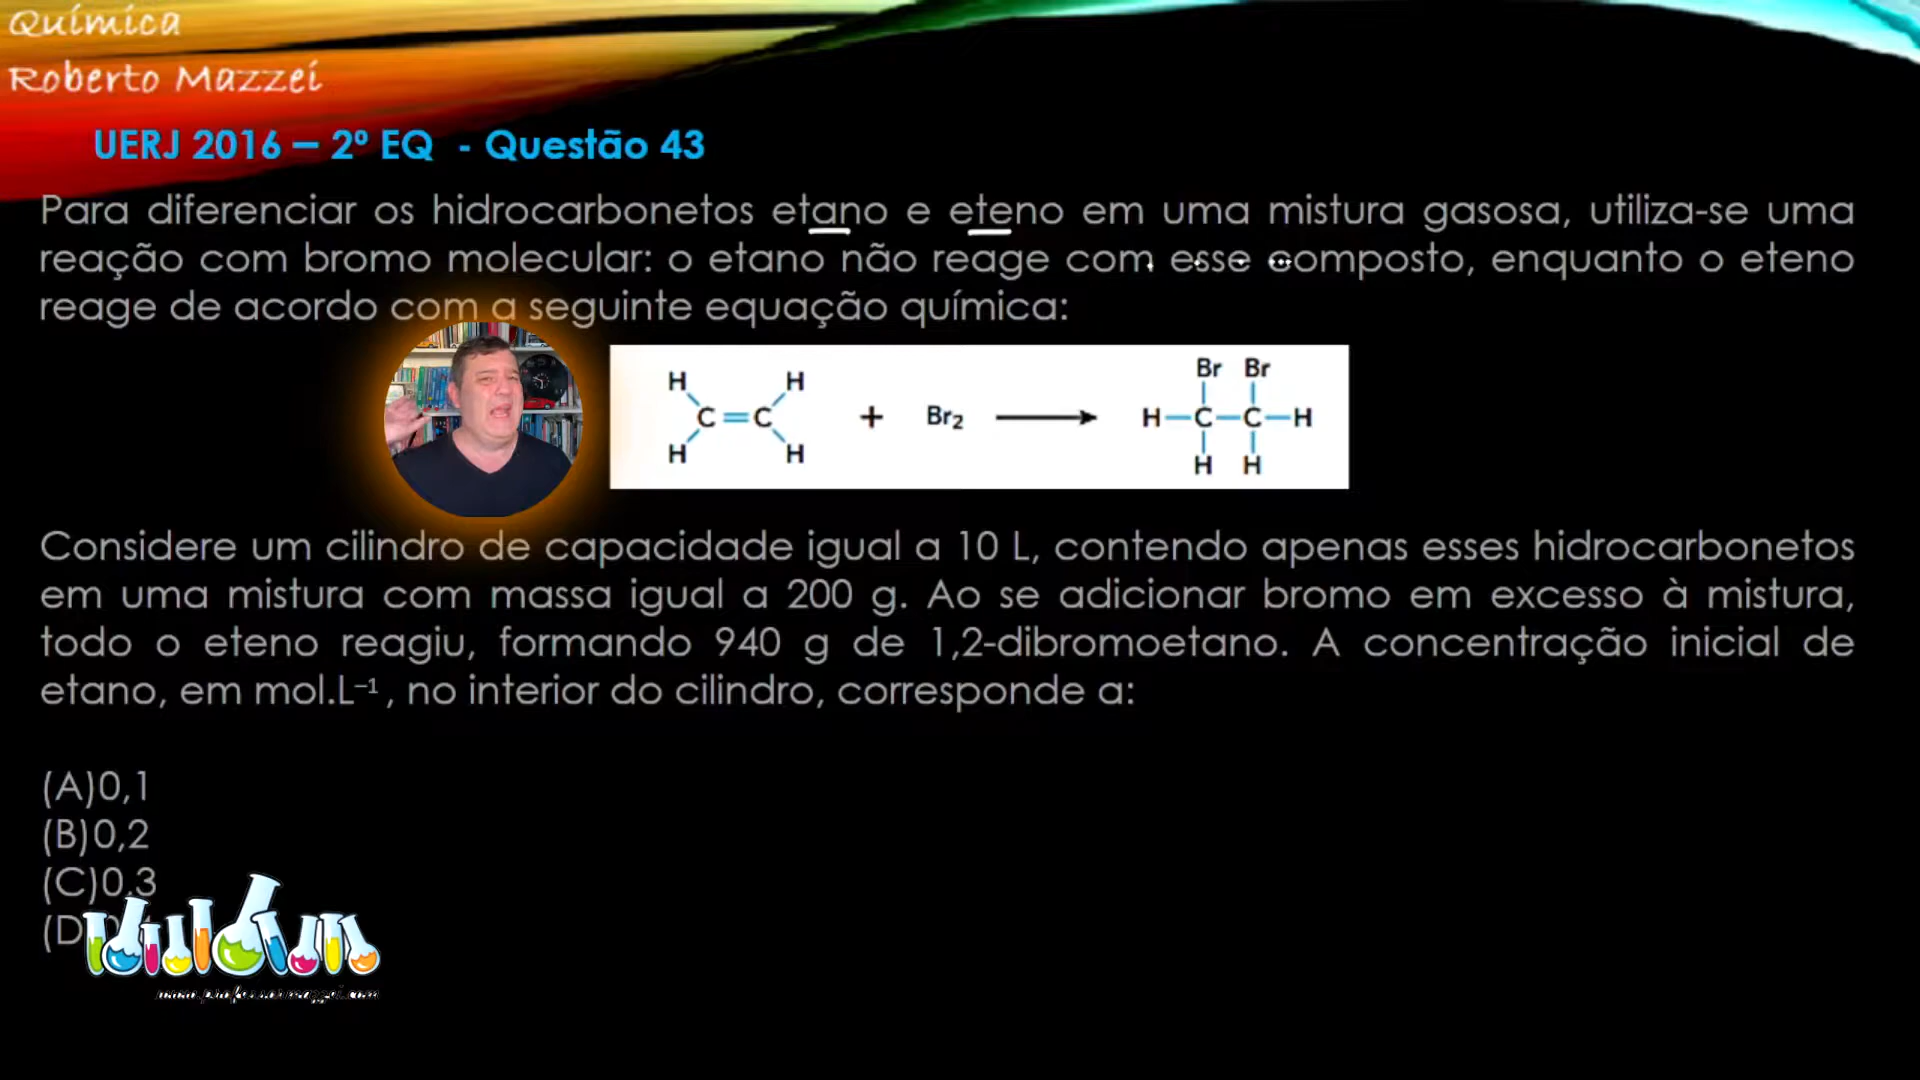 Química
Roberto Mazzei
UERJ 2016 – 2º EQ - Questão 43
Para diferenciar os hidrocarbonetos etano e eteno em uma mistura gasosa, utiliza-se uma
reação com bromo molecular: o etano não reage com esse composto, enquanto o eteno
reage de acordo com a seguinte equação química:
Br Br
H H H–C–C–H
C=C + Br₂ ⟶
H H H H
Considere um cilindro de capacidade igual a 10 L, contendo apenas esses hidrocarbonetos
em uma mistura com massa igual a 200 g. Ao se adicionar bromo em excesso à mistura,
todo o eteno reagiu, formando 940 g de 1,2-dibromoetano. A concentração inicial de
etano, em mol.L⁻¹ , no interior do cilindro, corresponde a:
(A)0,1
(B)0,2
(C)0,3
(D
www.professormazzei.com